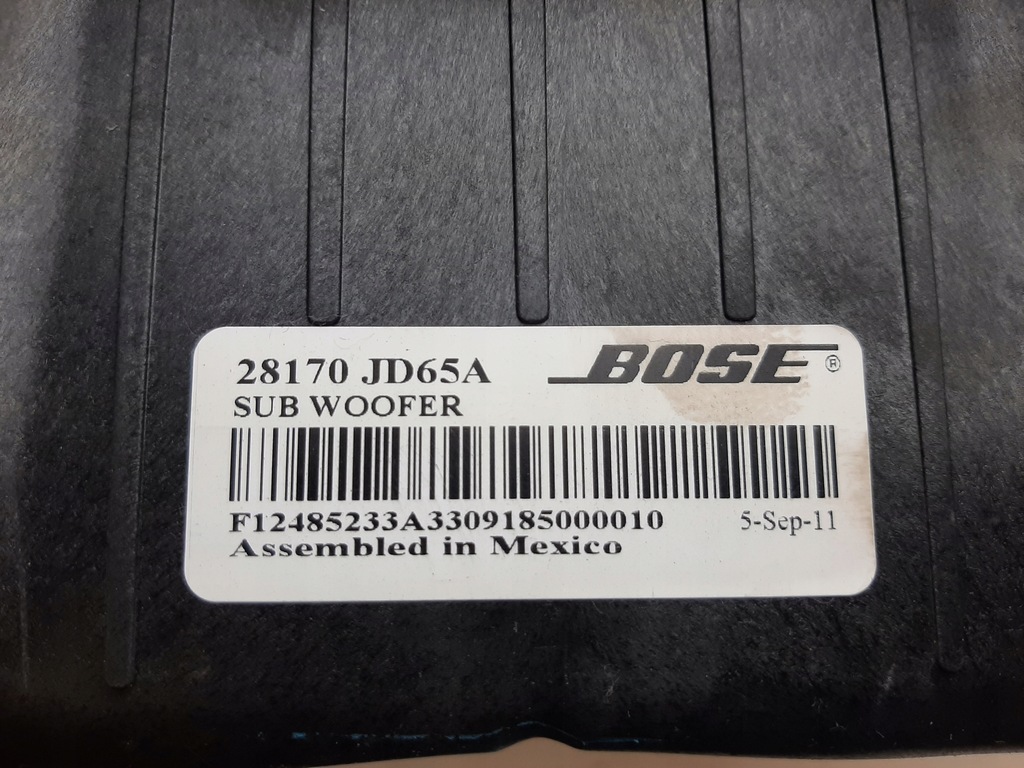 28170 JD65A
BOSE®
SUB WOOFER
F12485233A3309185000010
5-Sep-11
Assembled in Mexico